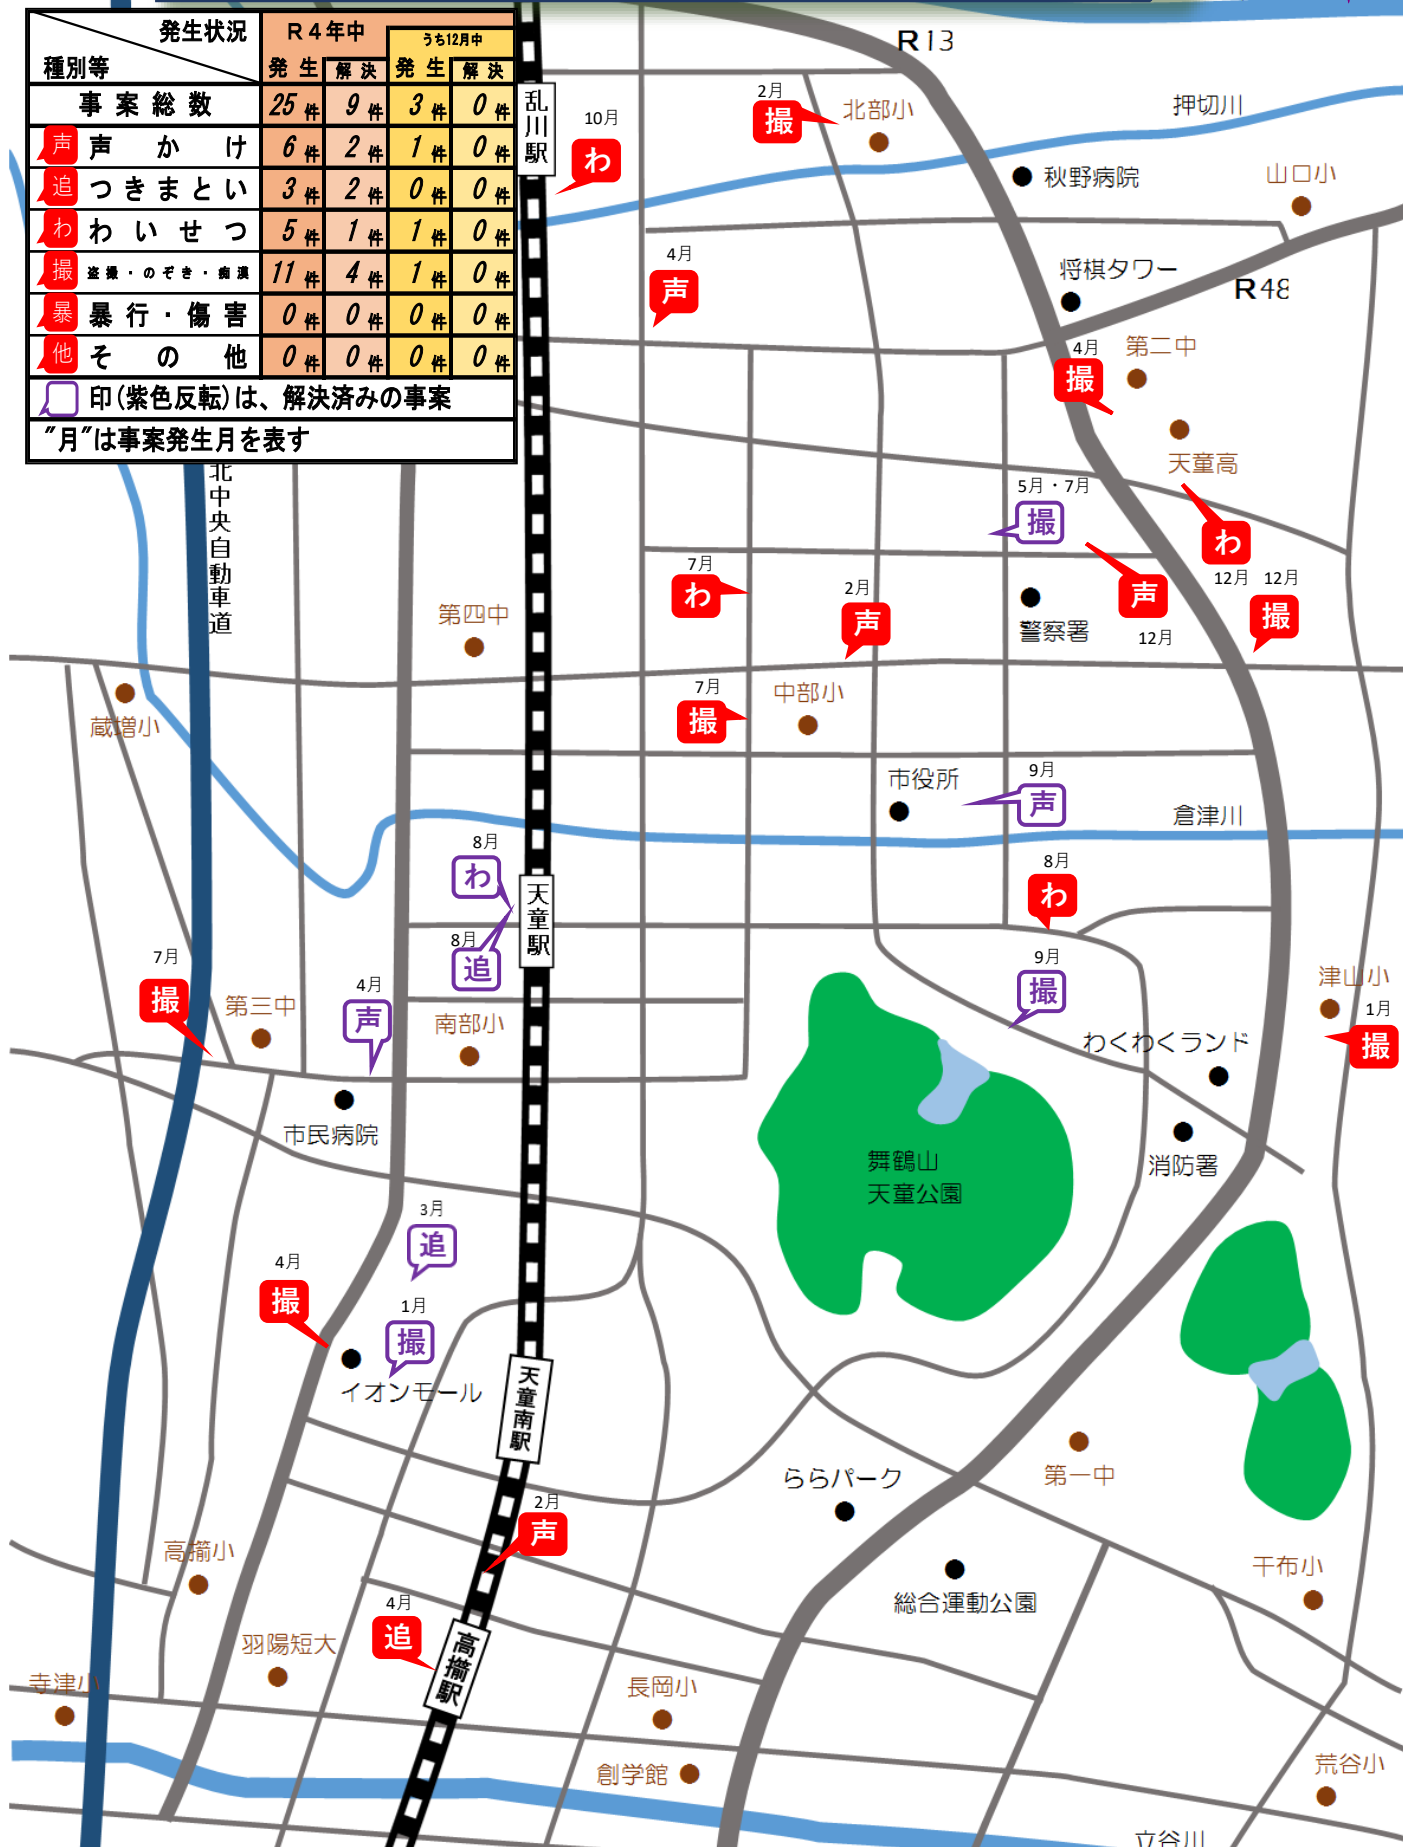 発生状況
種別等
R４年中
うち12月中
発生 解決 発生 解決
事案総数 25件 9件 3件 0件
声 声かけ 6件 2件 1件 0件
追 つきまとい 3件 2件 0件 0件
わ わいせつ 5件 1件 1件 0件
撮 盗撮・のぞき・痴漢 11件 4件 1件 0件
暴 暴行・傷害 0件 0件 0件 0件
他 その他 0件 0件 0件 0件
印(紫色反転)は、解決済みの事案
"月"は事案発生月を表す
R13
乱川駅
10月
わ
2月
撮
北部小
押切川
秋野病院
山口小
4月
声
将棋タワー
R48
4月
撮
第二中
天童高
北中央自動車道
5月・7月
撮
わ
12月
7月
わ
2月
声
声
12月
12月
撮
警察署
第四中
7月
撮
中部小
蔵増小
市役所
9月
声
倉津川
8月
わ
天童駅
8月
追
8月
わ
9月
撮
7月
撮
第三中
4月
声
南部小
津山小
1月
撮
わくわくランド
市民病院
消防署
舞鶴山
天童公園
3月
追
4月
撮
1月
撮
イオンモール
天童南駅
ららパーク
第一中
2月
声
高擶小
干布小
総合運動公園
4月
追
高擶駅
羽陽短大
寺津小
長岡小
創学館
荒谷小
立谷川